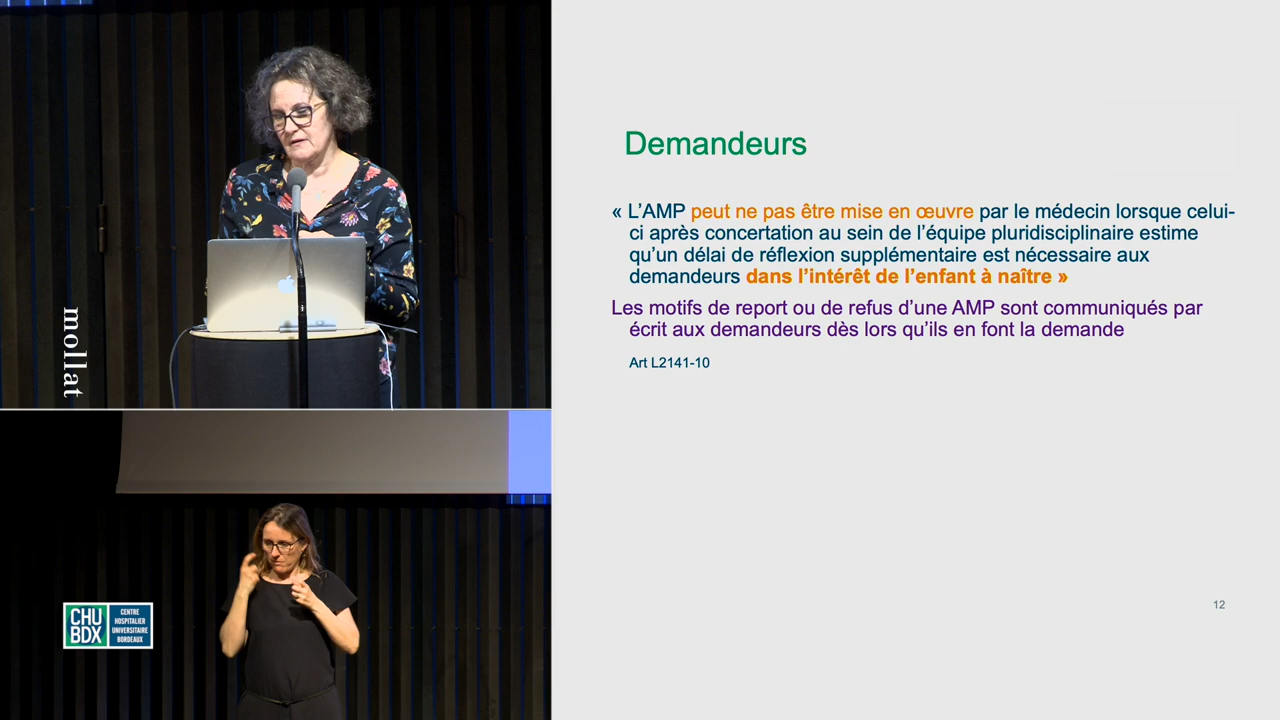 mollat
CHU
BDX
CENTRE
HOSPITALIER
UNIVERSITAIRE
BORDEAUX
Demandeurs
« L’AMP peut ne pas être mise en œuvre par le médecin lorsque celui-
ci après concertation au sein de l’équipe pluridisciplinaire estime
qu’un délai de réflexion supplémentaire est nécessaire aux
demandeurs dans l’intérêt de l’enfant à naître »
Les motifs de report ou de refus d’une AMP sont communiqués par
écrit aux demandeurs dès lors qu’ils en font la demande
Art L2141-10
12